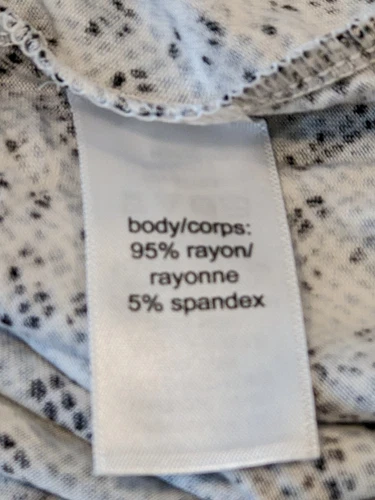 body/corps:
95% rayon/
rayonne
5% spandex